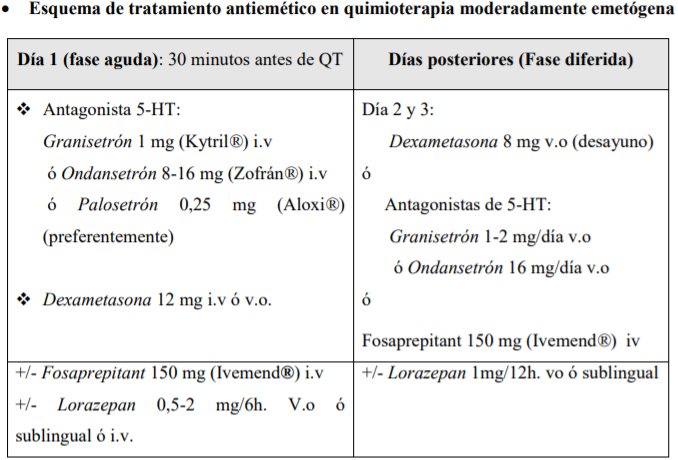 • Esquema de tratamiento antiemético en quimioterapia moderadamente emetógena
Día 1 (fase aguda): 30 minutos antes de QT
Días posteriores (Fase diferida)
❖ Antagonista 5-HT:
Granisetrón 1 mg (Kytril®) i.v
ó Ondansetrón 8-16 mg (Zofrán®) i.v
ó Palosetrón 0,25 mg (Aloxi®)
(preferentemente)
❖ Dexametasona 12 mg i.v ó v.o.
Día 2 y 3:
Dexametasona 8 mg v.o (desayuno)
ó
Antagonistas de 5-HT:
Granisetrón 1-2 mg/día v.o
ó Ondansetrón 16 mg/día v.o
ó
Fosaprepitant 150 mg (Ivemend®) iv
+/- Fosaprepitant 150 mg (Ivemend®) i.v
+/- Lorazepan 0,5-2 mg/6h. V.o ó
sublingual ó i.v.
+/- Lorazepan 1mg/12h. vo ó sublingual